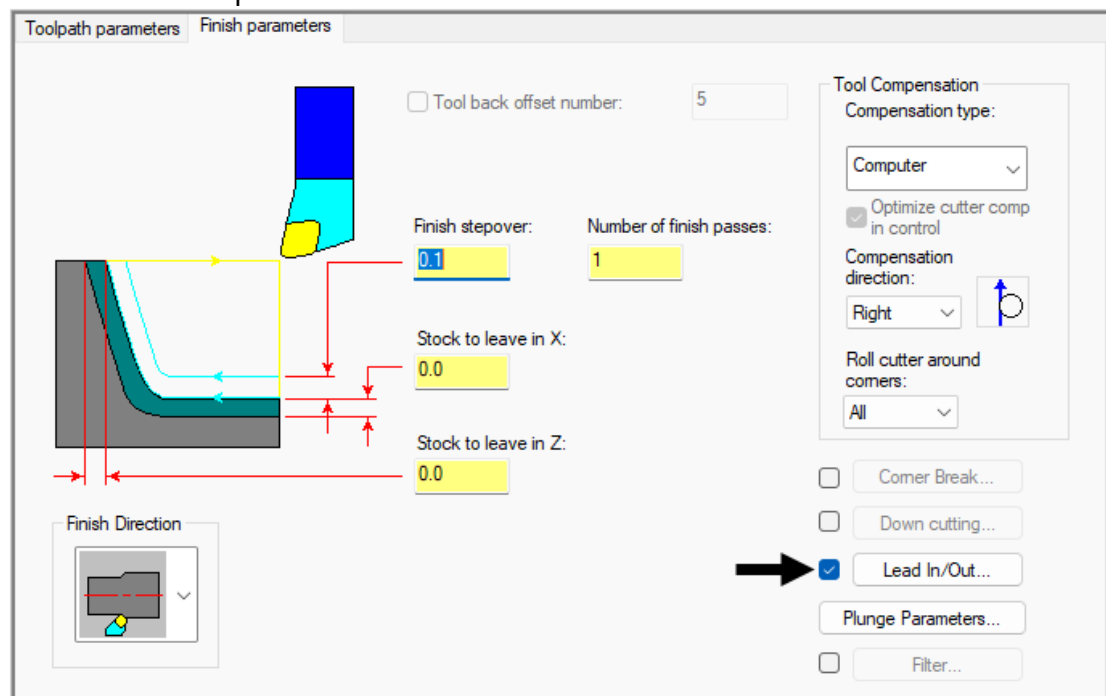 Toolpath parameters
Finish parameters
Tool back offset number:
5
Finish stepover:
0.1
Number of finish passes:
1
Stock to leave in X:
0.0
Stock to leave in Z:
0.0
Finish Direction
Tool Compensation
Compensation type:
Computer
Optimize cutter comp
in control
Compensation
direction:
Right
Roll cutter around
corners:
All
Corner Break...
Down cutting...
Lead In/Out...
Plunge Parameters...
Filter...